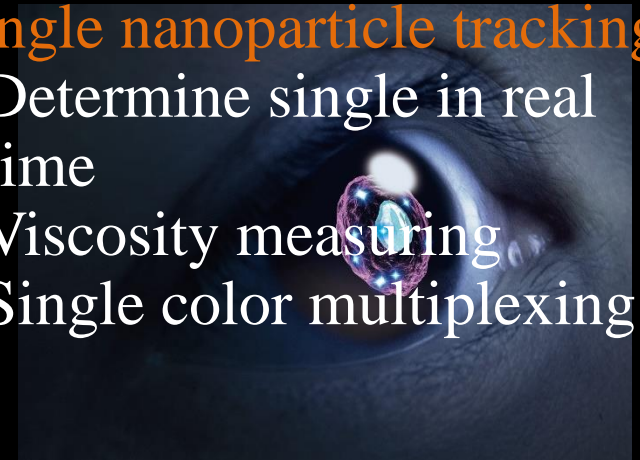 ngle nanoparticle tracking
Determine single in real
ime
Viscosity measuring
Single color multiplexing